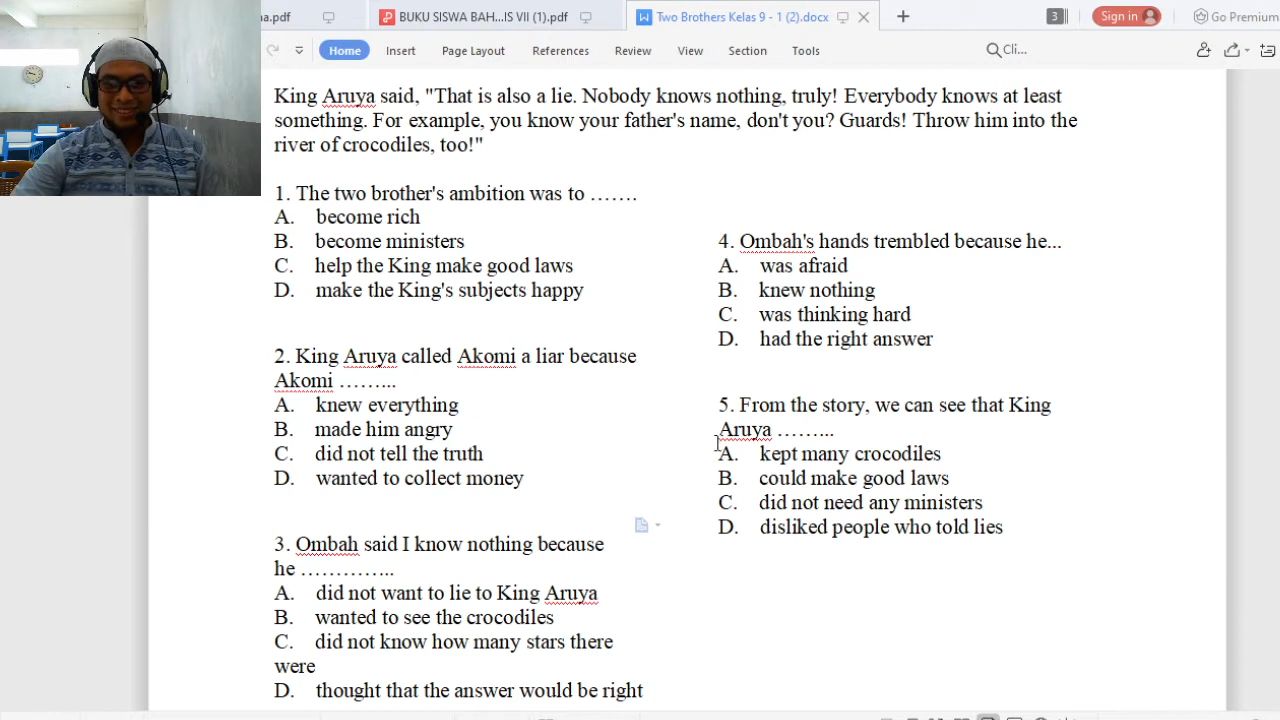 na.pdf
BUKU SISWA BAH...IS VII (1).pdf
Two Brothers Kelas 9 - 1 (2).docx
3
Sign in
Go Premium
Home
Insert
Page Layout
References
Review
View
Section
Tools
Cli...
King Aruya said, "That is also a lie. Nobody knows nothing, truly! Everybody knows at least
something. For example, you know your father's name, don't you? Guards! Throw him into the
river of crocodiles, too!"
1. The two brother's ambition was to …….
A. become rich
B. become ministers
C. help the King make good laws
D. make the King's subjects happy
2. King Aruya called Akomi a liar because
Akomi ……...
A. knew everything
B. made him angry
C. did not tell the truth
D. wanted to collect money
3. Ombah said I know nothing because
he …………..
A. did not want to lie to King Aruya
B. wanted to see the crocodiles
C. did not know how many stars there
were
D. thought that the answer would be right
4. Ombah's hands trembled because he...
A. was afraid
B. knew nothing
C. was thinking hard
D. had the right answer
5. From the story, we can see that King
Aruya ……...
A. kept many crocodiles
B. could make good laws
C. did not need any ministers
D. disliked people who told lies